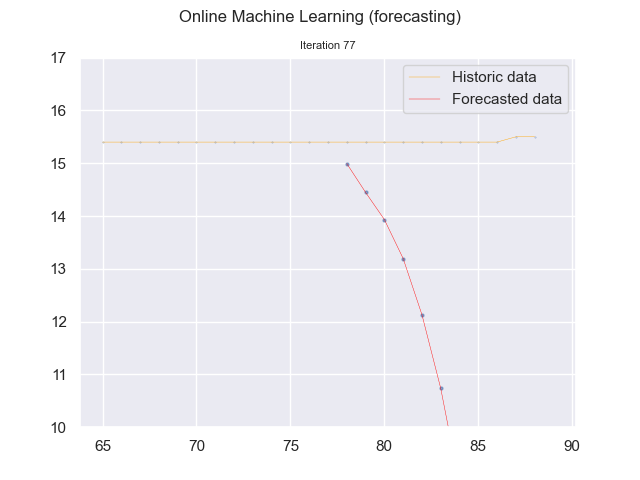 Online Machine Learning (forecasting)
Iteration 77
Historic data
Forecasted data
17
16
15
14
13
12
11
10
65 70 75 80 85 90